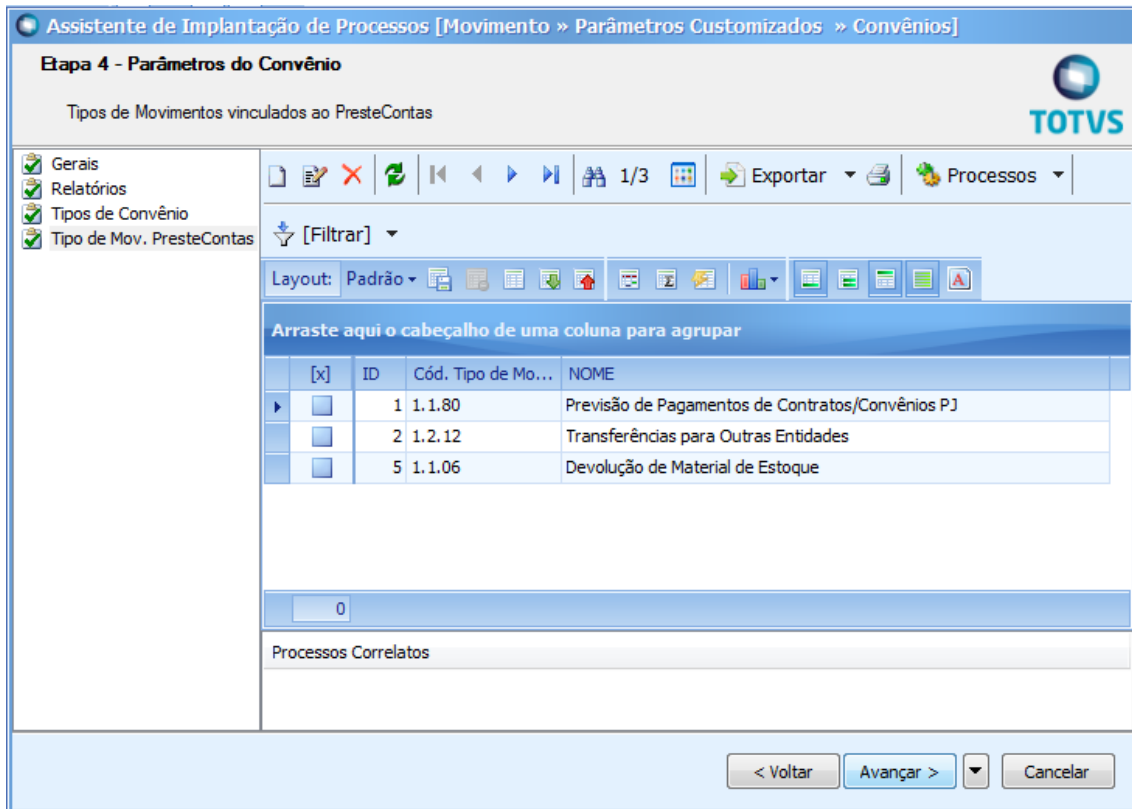 Assistente de Implantação de Processos [Movimento » Parâmetros Customizados » Convênios]
Etapa 4 - Parâmetros do Convênio
Tipos de Movimentos vinculados ao PresteContas
TOTVS
Gerais
Relatórios
Tipos de Convênio
Tipo de Mov. PresteContas
1/3 Exportar Processos
[Filtrar]
Layout: Padrão
Arraste aqui o cabeçalho de uma coluna para agrupar
[x] ID Cód. Tipo de Mo... NOME
1 1.1.80 Previsão de Pagamentos de Contratos/Convênios PJ
2 1.2.12 Transferências para Outras Entidades
5 1.1.06 Devolução de Material de Estoque
0
Processos Correlatos
< Voltar Avançar > Cancelar